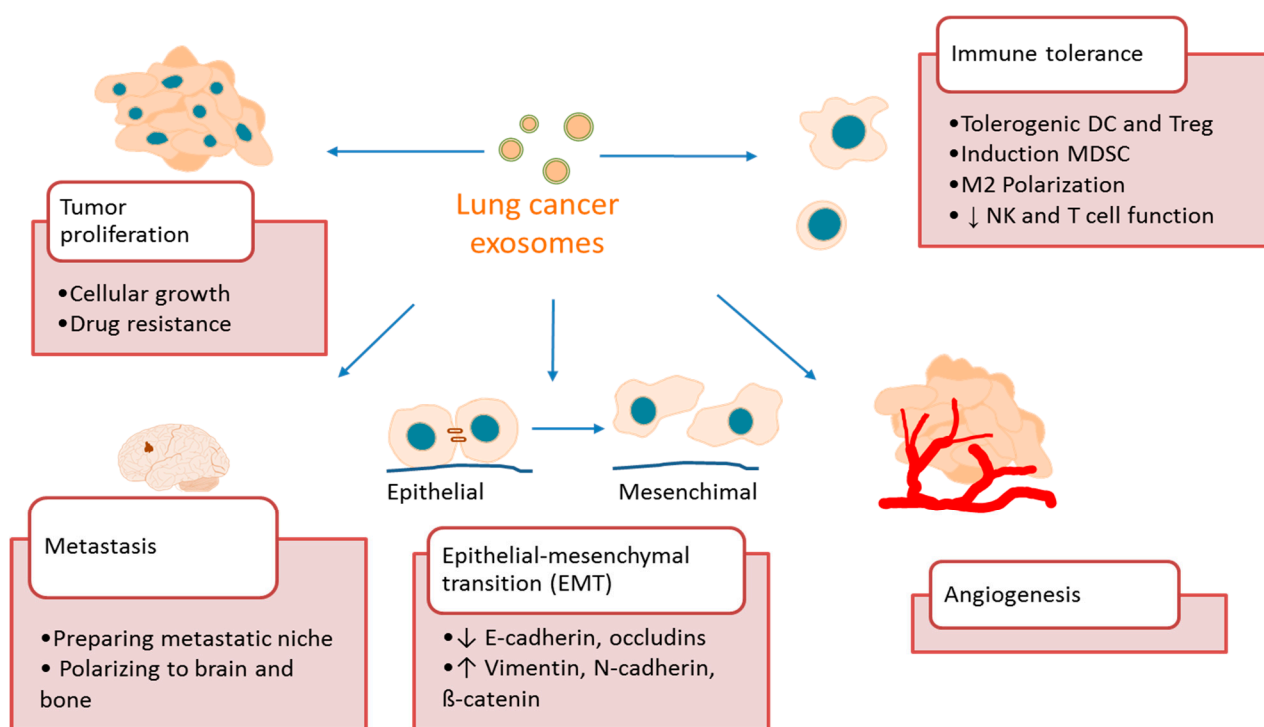 Lung cancer
exosomes
Tumor
proliferation
•Cellular growth
•Drug resistance
Immune tolerance
•Tolerogenic DC and Treg
•Induction MDSC
•M2 Polarization
• ↓ NK and T cell function
Metastasis
•Preparing metastatic niche
• Polarizing to brain and
bone
Epithelial
Mesenchimal
Epithelial-mesenchymal
transition (EMT)
•↓ E-cadherin, occludins
•↑ Vimentin, N-cadherin,
ß-catenin
Angiogenesis